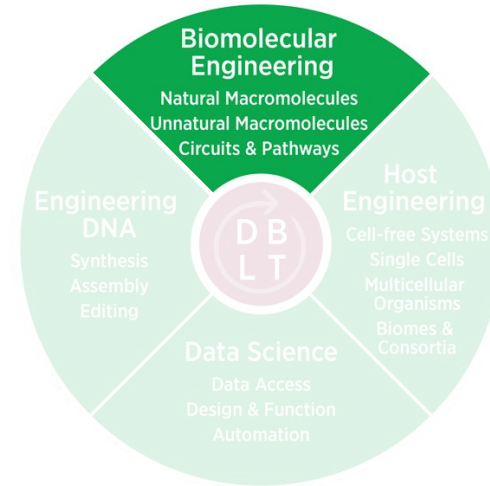 Biomolecular
Engineering
Natural Macromolecules
Unnatural Macromolecules
Circuits & Pathways
Engineering
DNA
Synthesis
Assembly
Editing
D B
L T
Host
Engineering
Cell-free Systems
Single Cells
Multicellular
Organisms
Biomes &
Consortia
Data Science
Data Access
Design & Function
Automation